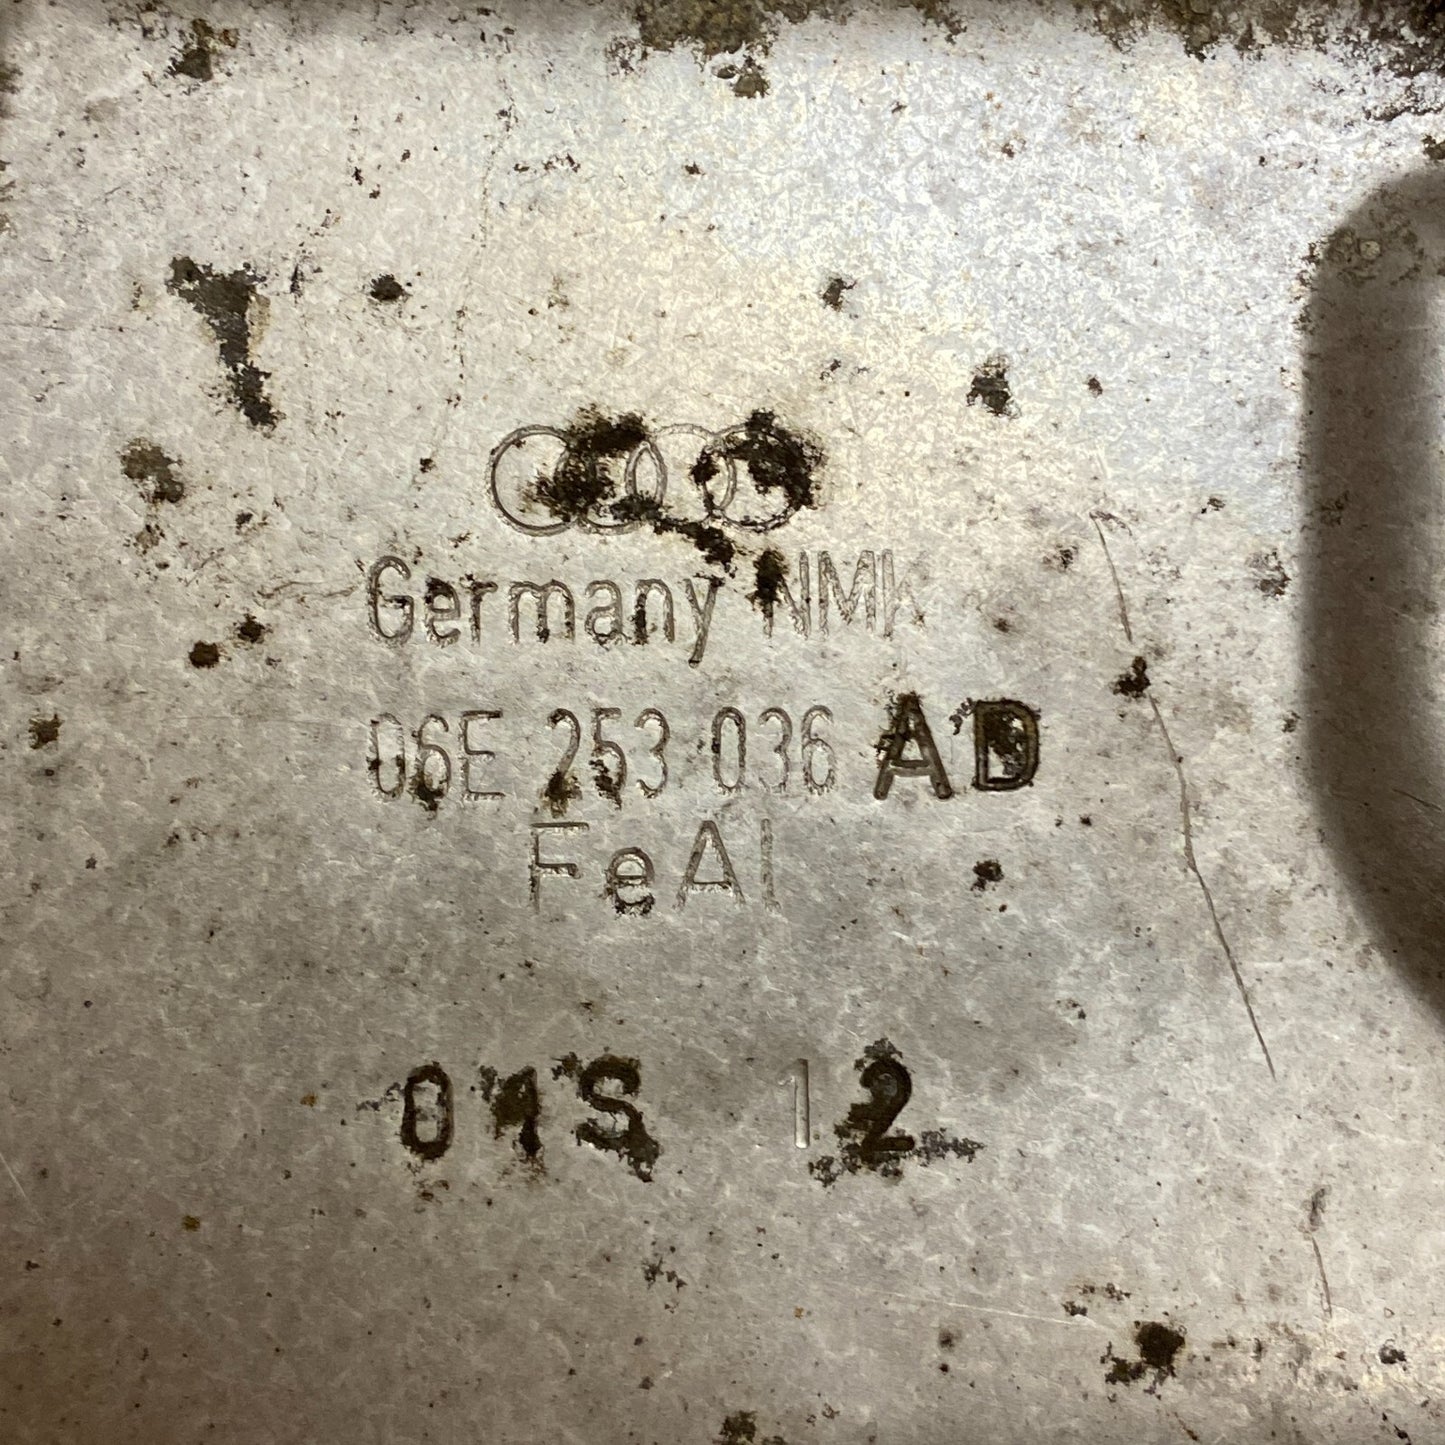 Germany NMK
06E 253 036 AD
FeAl
01S 12